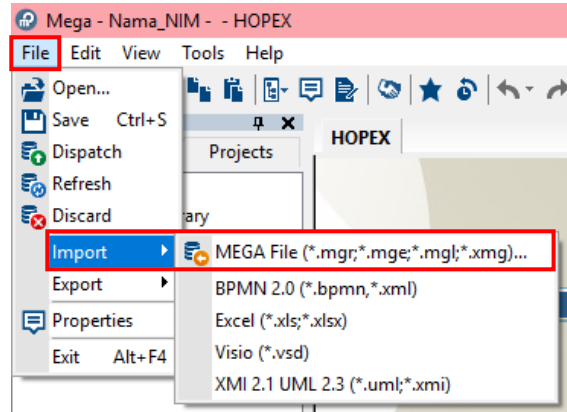 Mega - Nama_NIM - - HOPEX
File Edit View Tools Help
Open...
Save Ctrl+S
Dispatch
Projects
HOPEX
Refresh
Discard
ary
Import
MEGA File (*.mgr;*.mge;*.mgl;*.xmg)...
Export
BPMN 2.0 (*.bpmn,*.xml)
Properties
Excel (*.xls;*.xlsx)
Exit Alt+F4
Visio (*.vsd)
XMI 2.1 UML 2.3 (*.uml;*.xmi)